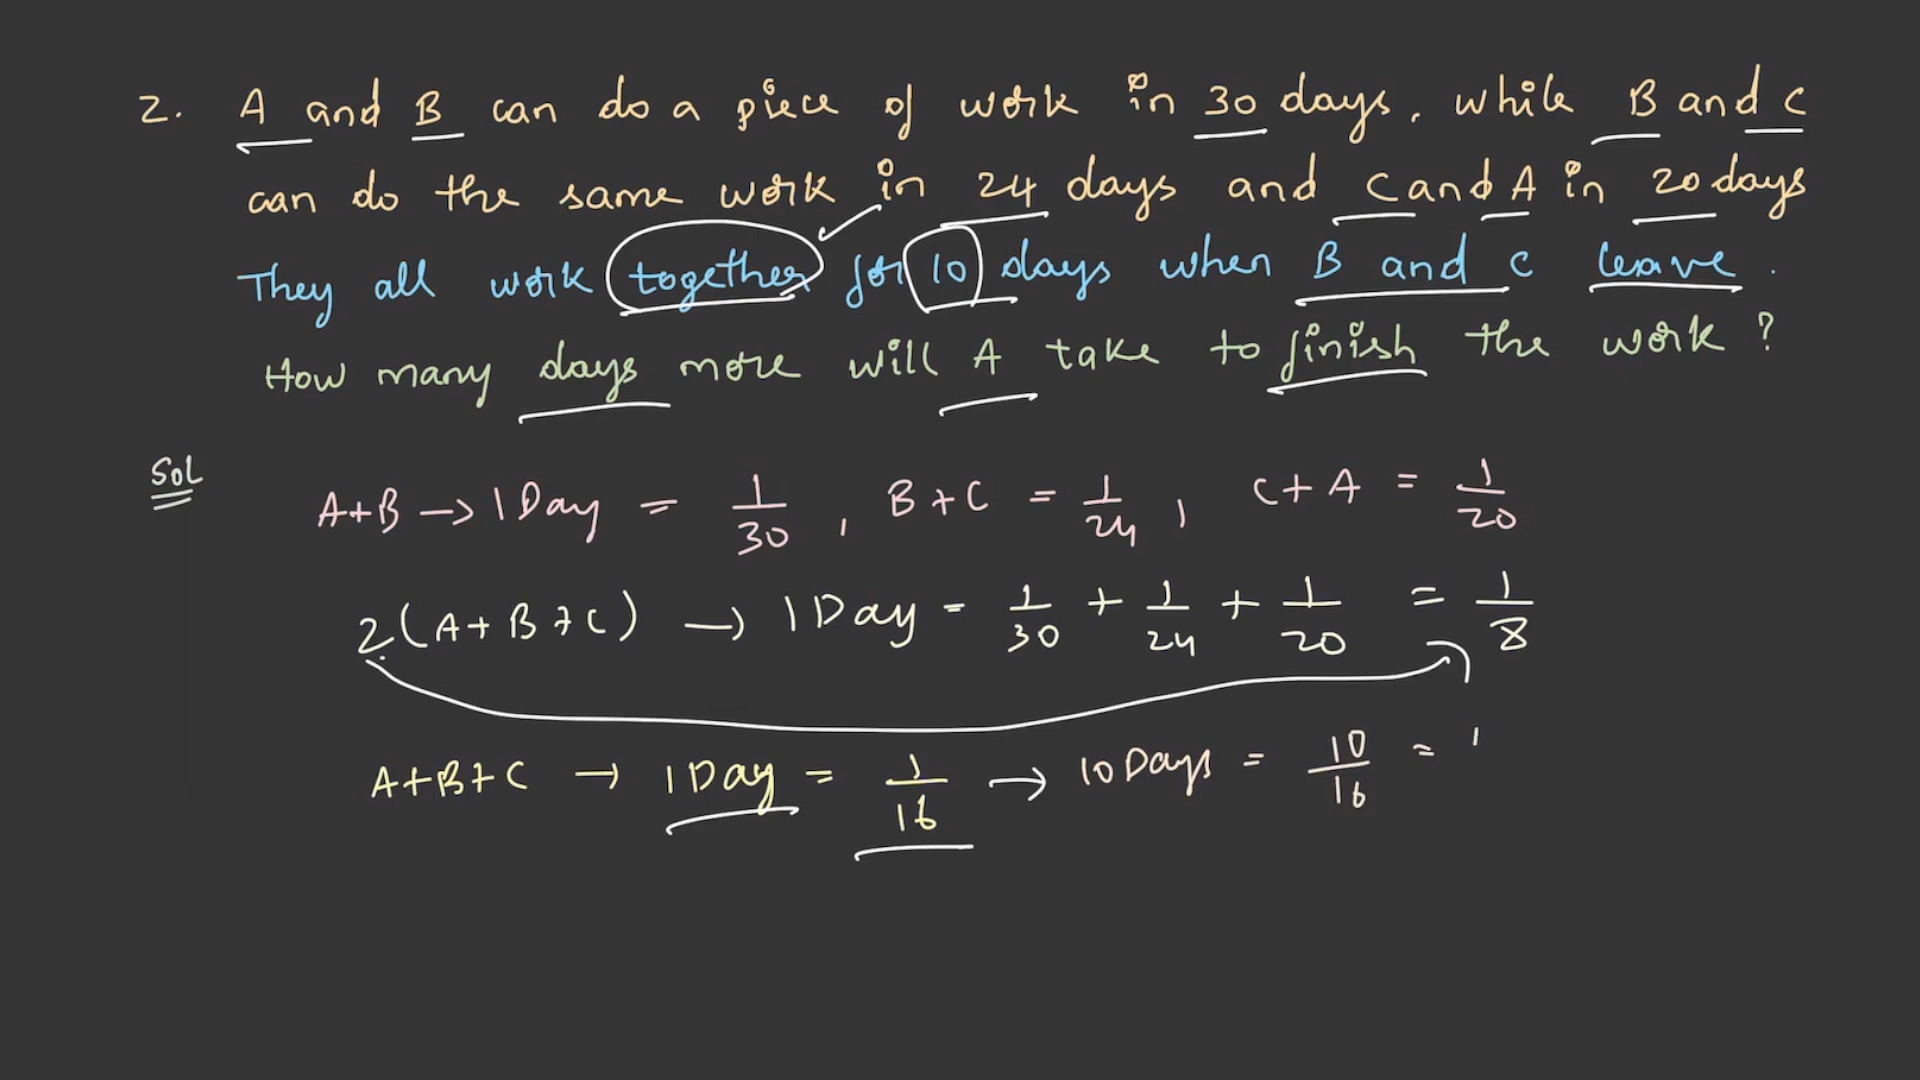 2. A and B can do a piece of work in 30 days, while B and C
can do the same work in 24 days and C and A in 20 days
They all work together for 10 days when B and C leave.
How many days more will A take to finish the work?
Sol
A+B → 1 Day = 1/30, B+C = 1/24, C+A = 1/20
2(A+B+C) → 1 Day = 1/30 + 1/24 + 1/20 = 1/8
A+B+C → 1 Day = 1/16 → 10 Days = 10/16 =